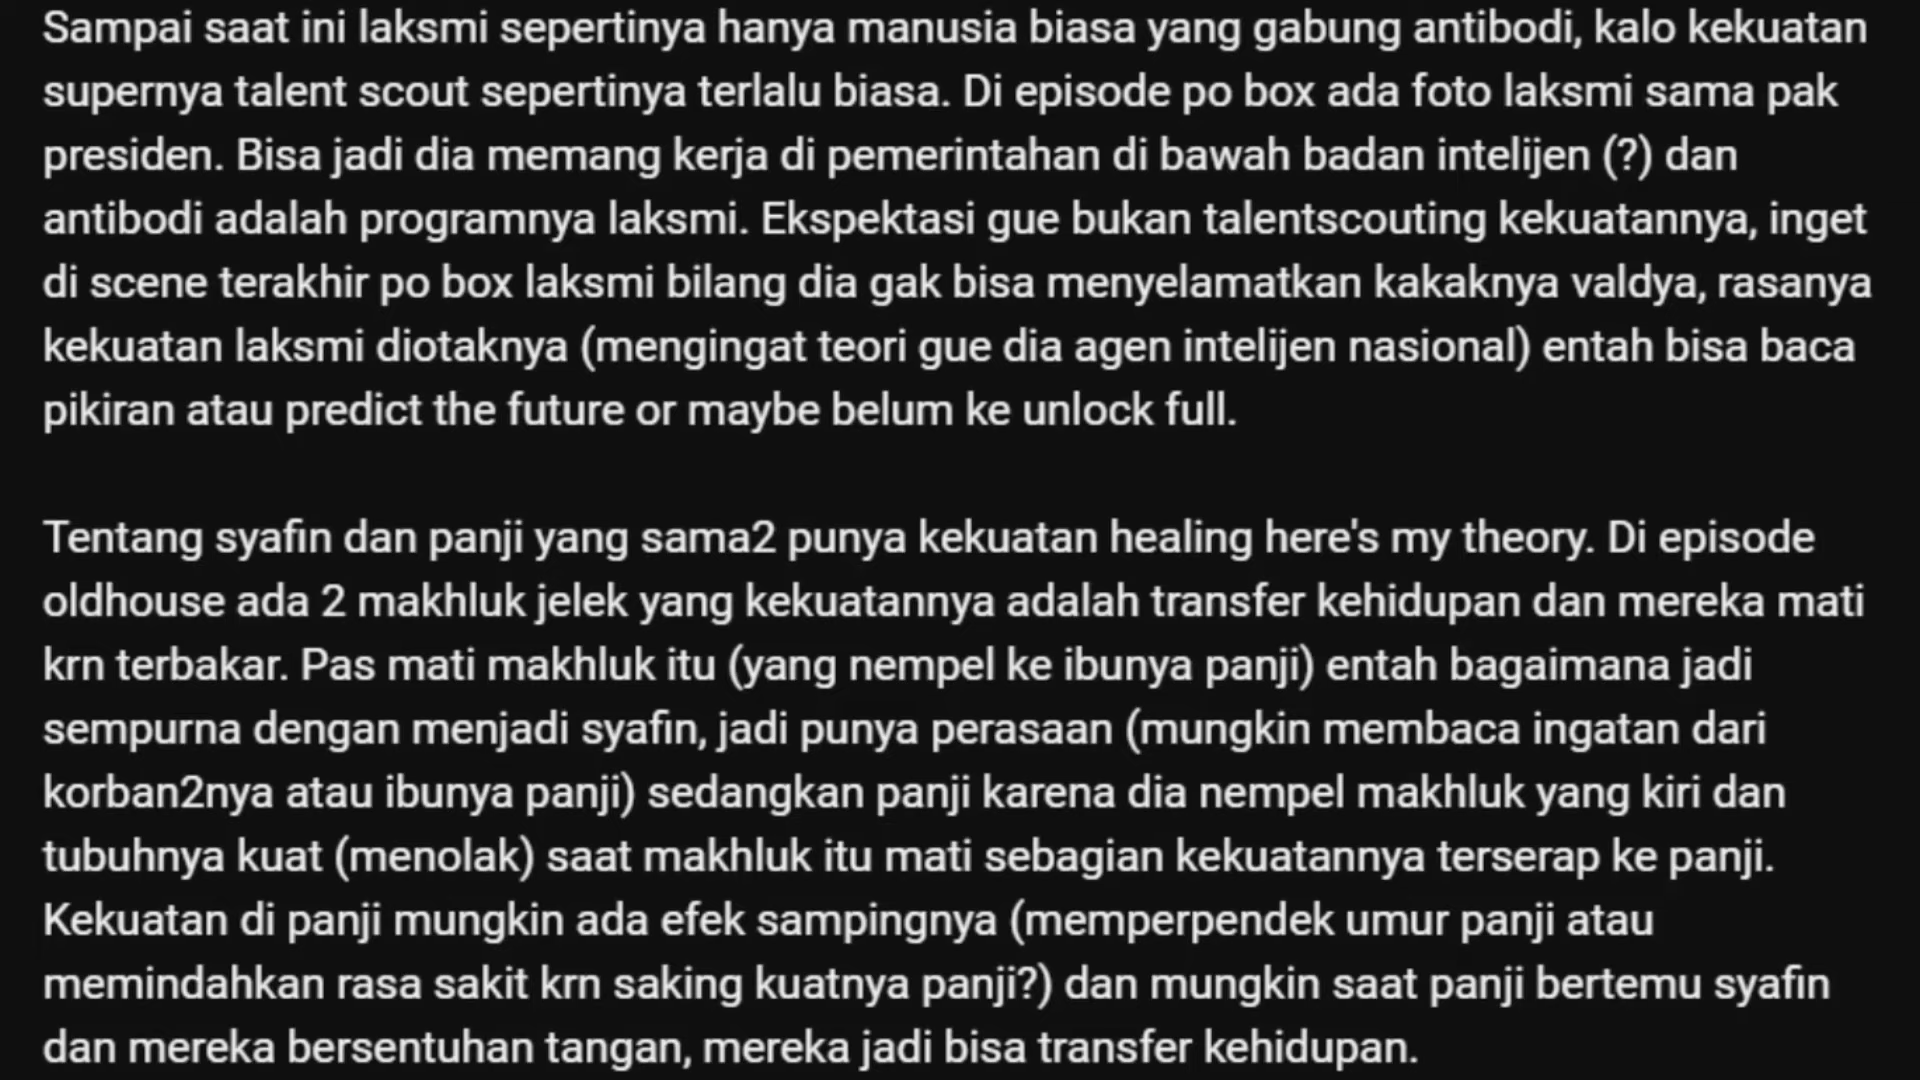 Sampai saat ini laksmi sepertinya hanya manusia biasa yang gabung antibodi, kalo kekuatan
supernya talent scout sepertinya terlalu biasa. Di episode po box ada foto laksmi sama pak
presiden. Bisa jadi dia memang kerja di pemerintahan di bawah badan intelijen (?) dan
antibodi adalah programnya laksmi. Ekspektasi gue bukan talentscouting kekuatannya, inget
di scene terakhir po box laksmi bilang dia gak bisa menyelamatkan kakaknya valdya, rasanya
kekuatan laksmi diotaknya (mengingat teori gue dia agen intelijen nasional) entah bisa baca
pikiran atau predict the future or maybe belum ke unlock full.

Tentang syafin dan panji yang sama2 punya kekuatan healing here's my theory. Di episode
oldhouse ada 2 makhluk jelek yang kekuatannya adalah transfer kehidupan dan mereka mati
krn terbakar. Pas mati makhluk itu (yang nempel ke ibunya panji) entah bagaimana jadi
sempurna dengan menjadi syafin, jadi punya perasaan (mungkin membaca ingatan dari
korban2nya atau ibunya panji) sedangkan panji karena dia nempel makhluk yang kiri dan
tubuhnya kuat (menolak) saat makhluk itu mati sebagian kekuatannya terserap ke panji.
Kekuatan di panji mungkin ada efek sampingnya (memperpendek umur panji atau
memindahkan rasa sakit krn saking kuatnya panji?) dan mungkin saat panji bertemu syafin
dan mereka bersentuhan tangan, mereka jadi bisa transfer kehidupan.